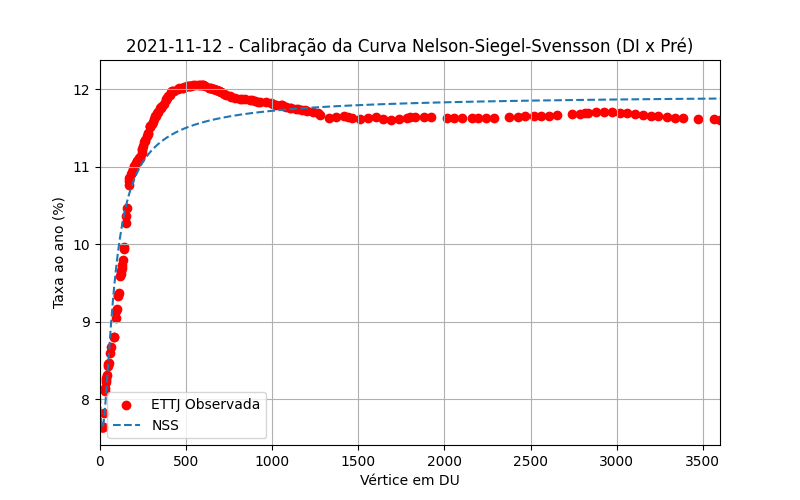 2021-11-12 - Calibração da Curva Nelson-Siegel-Svensson (DI x Pré)
12
11
10
9
8
Taxa ao ano (%)
ETTJ Observada
NSS
0 500 1000 1500 2000 2500 3000 3500
Vértice em DU